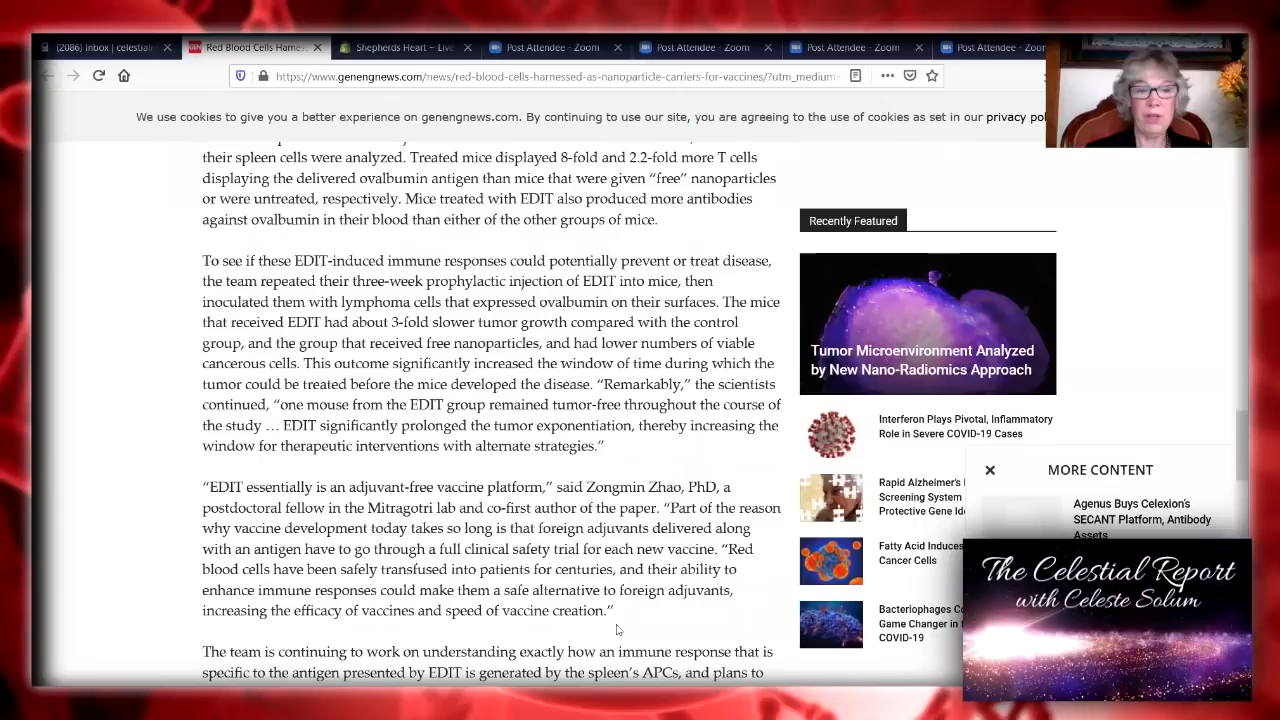 (2086) Inbox | celestialr
Red Blood Cells Harne
Shepherds Heart – Live
Post Attendee - Zoom
Post Attendee - Zoom
Post Attendee - Zoom
Post Attendee - Zoom
https://www.genengnews.com/news/red-blood-cells-harnessed-as-nanoparticle-carriers-for-vaccines/?utm_medium
We use cookies to give you a better experience on genengnews.com. By continuing to use our site, you are agreeing to the use of cookies as set in our privacy pol
their spleen cells were analyzed. Treated mice displayed 8-fold and 2.2-fold more T cells
displaying the delivered ovalbumin antigen than mice that were given “free” nanoparticles
or were untreated, respectively. Mice treated with EDIT also produced more antibodies
against ovalbumin in their blood than either of the other groups of mice.
To see if these EDIT-induced immune responses could potentially prevent or treat disease,
the team repeated their three-week prophylactic injection of EDIT into mice, then
inoculated them with lymphoma cells that expressed ovalbumin on their surfaces. The mice
that received EDIT had about 3-fold slower tumor growth compared with the control
group, and the group that received free nanoparticles, and had lower numbers of viable
cancerous cells. This outcome significantly increased the window of time during which the
tumor could be treated before the mice developed the disease. “Remarkably,” the scientists
continued, “one mouse from the EDIT group remained tumor-free throughout the course of
the study … EDIT significantly prolonged the tumor exponentiation, thereby increasing the
window for therapeutic interventions with alternate strategies.”
“EDIT essentially is an adjuvant-free vaccine platform,” said Zongmin Zhao, PhD, a
postdoctoral fellow in the Mitragotri lab and co-first author of the paper. “Part of the reason
why vaccine development today takes so long is that foreign adjuvants delivered along
with an antigen have to go through a full clinical safety trial for each new vaccine. “Red
blood cells have been safely transfused into patients for centuries, and their ability to
enhance immune responses could make them a safe alternative to foreign adjuvants,
increasing the efficacy of vaccines and speed of vaccine creation.”
The team is continuing to work on understanding exactly how an immune response that is
specific to the antigen presented by EDIT is generated by the spleen’s APCs, and plans to
Recently Featured
Tumor Microenvironment Analyzed
by New Nano-Radiomics Approach
Interferon Plays Pivotal, Inflammatory
Role in Severe COVID-19 Cases
Rapid Alzheimer’s
Screening System
Protective Gene
Fatty Acid Induces
Cancer Cells
Bacteriophages
Game Changer in
COVID-19
MORE CONTENT
Agenus Buys Celexion’s
SECANT Platform, Antibody
Assets
The Celestial Report
with Celeste Solum